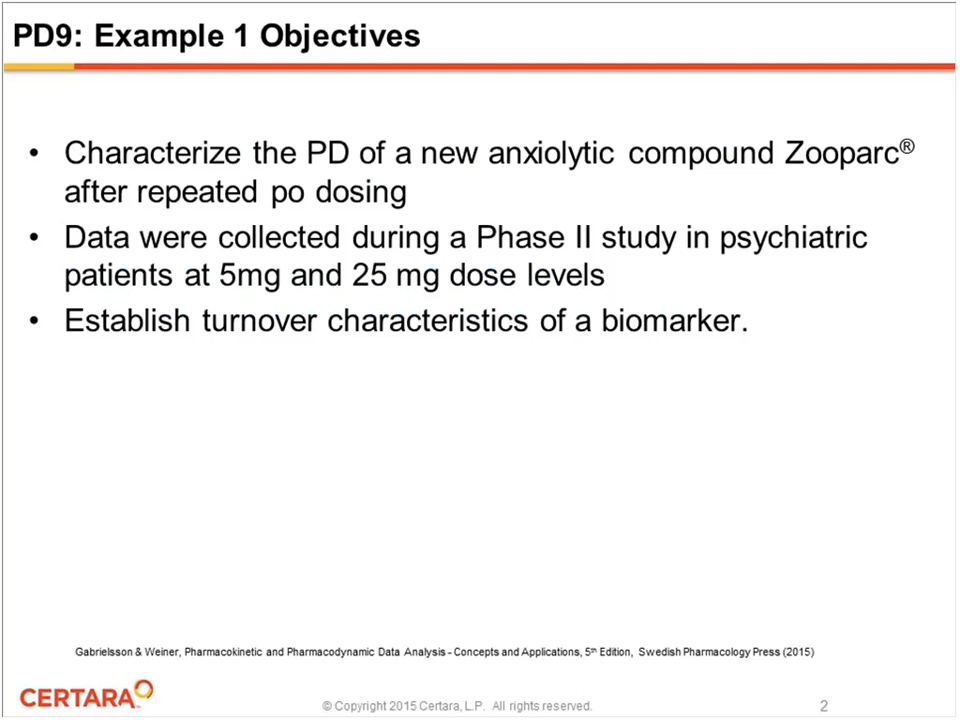 PD9: Example 1 Objectives
• Characterize the PD of a new anxiolytic compound Zooparc®
after repeated po dosing
• Data were collected during a Phase II study in psychiatric
patients at 5mg and 25 mg dose levels
• Establish turnover characteristics of a biomarker.
Gabrielsson & Weiner, Pharmacokinetic and Pharmacodynamic Data Analysis - Concepts and Applications, 5th Edition, Swedish Pharmacology Press (2015)
CERTARA
© Copyright 2015 Certara, L.P. All rights reserved.
2